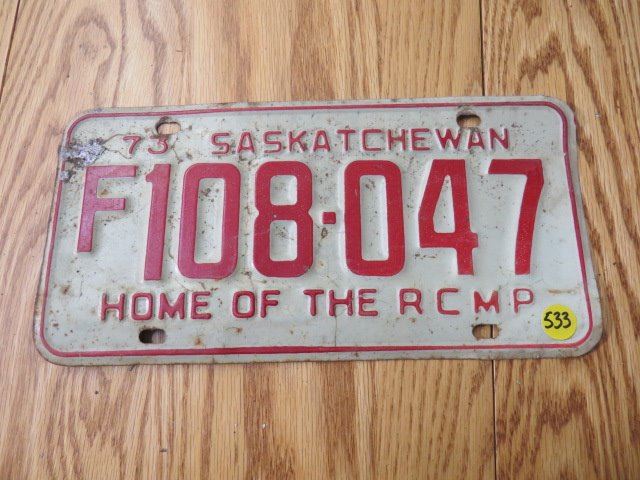 73 SASKATCHEWAN
F108·047
HOME OF THE RCMP
533